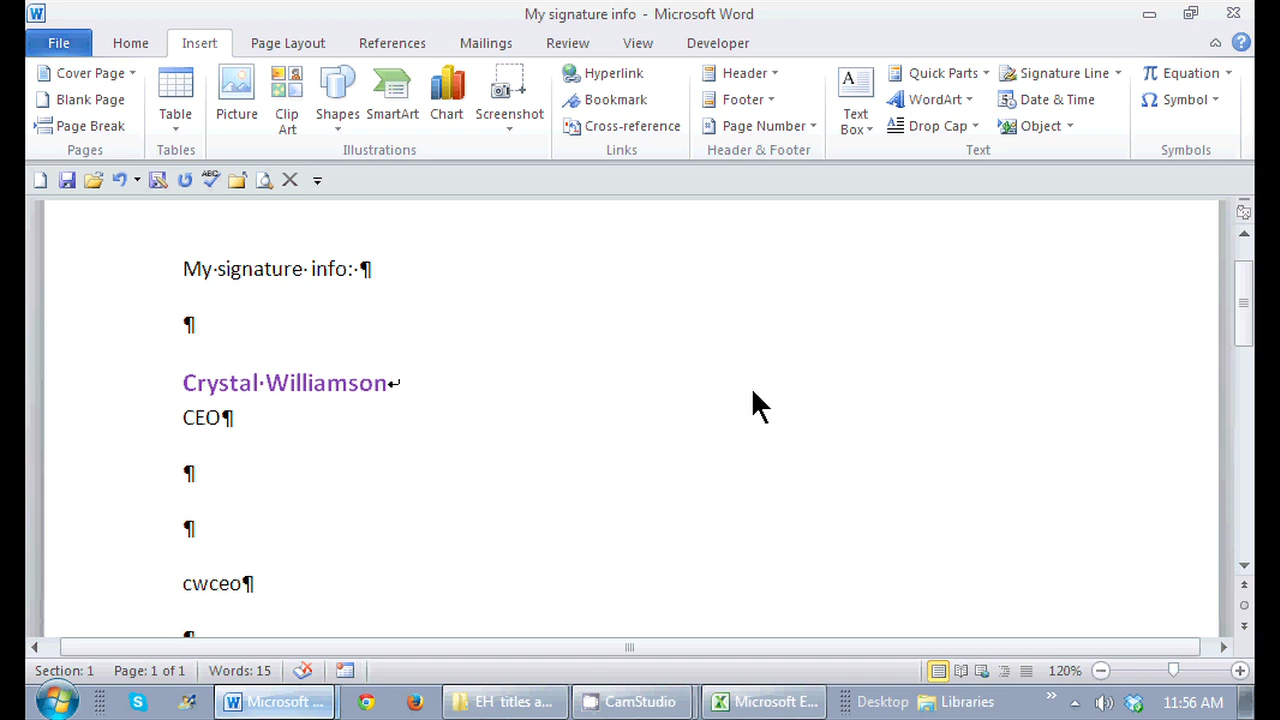 My signature info - Microsoft Word
File Home Insert Page Layout References Mailings Review View Developer
Cover Page
Blank Page
Page Break
Pages
Table
Tables
Picture
Clip
Art
Shapes
SmartArt
Chart
Screenshot
Illustrations
Hyperlink
Bookmark
Cross-reference
Links
Header
Footer
Page Number
Header & Footer
A
Text
Box
Quick Parts
WordArt
Drop Cap
Signature Line
Date & Time
Object
Text
π Equation
Ω Symbol
Symbols
ABC
My·signature·info:·¶
¶
Crystal·Williamson↵
CEO¶
¶
¶
cwceo¶
¶
Section: 1 Page: 1 of 1 Words: 15 120%
Microsoft ... EH titles a... CamStudio Microsoft E... Desktop Libraries 11:56 AM